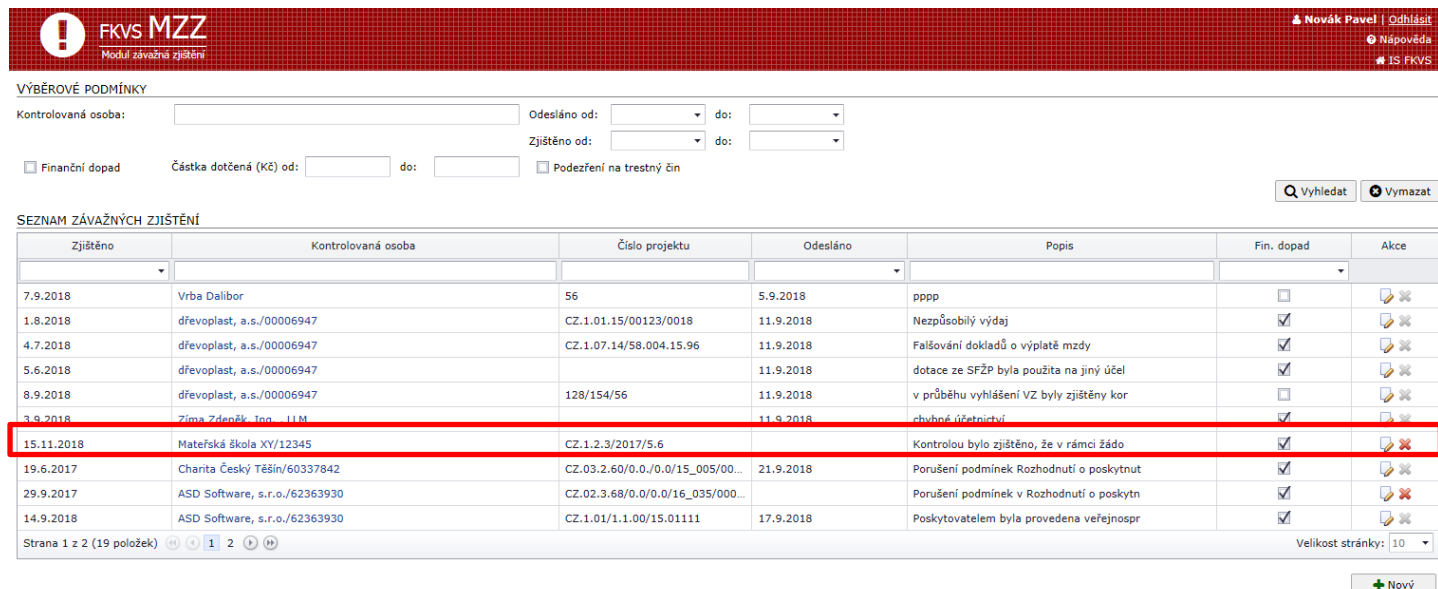 FKVS MZZ
Modul závažná zjištění
Novák Pavel | Odhlásit
Nápověda
IS FKVS
VÝBĚROVÉ PODMÍNKY
Kontrolovaná osoba: Odesláno od: do:
Zjištěno od: do:
Finanční dopad Částka dotčená (Kč) od: do: Podezření na trestný čin
Vyhledat Vymazat
SEZNAM ZÁVAŽNÝCH ZJIŠTĚNÍ
Zjištěno Kontrolovaná osoba Číslo projektu Odesláno Popis Fin. dopad Akce
7.9.2018 Vrba Dalibor 56 5.9.2018 pppp
1.8.2018 dřevoplast, a.s./00006947 CZ.1.01.15/00123/0018 11.9.2018 Nezpůsobilý výdaj
4.7.2018 dřevoplast, a.s./00006947 CZ.1.07.14/58.004.15.96 11.9.2018 Falšování dokladů o výplatě mzdy
5.6.2018 dřevoplast, a.s./00006947 11.9.2018 dotace ze SFŽP byla použita na jiný účel
8.9.2018 dřevoplast, a.s./00006947 128/154/56 11.9.2018 v průběhu vyhlášení VZ byly zjištěny kor
3.9.2018 Zíma Zdeněk, Ing. , LLM 11.9.2018 chybné účetnictví
15.11.2018 Mateřská škola XY/12345 CZ.1.2.3/2017/5.6 Kontrolou bylo zjištěno, že v rámci žádo
19.6.2017 Charita Český Těšín/60337842 CZ.03.2.60/0.0./0.0/15_005/00... 21.9.2018 Porušení podmínek Rozhodnutí o poskytnut
29.9.2017 ASD Software, s.r.o./62363930 CZ.02.3.68/0.0/0.0/16_035/000... Porušení podmínek v Rozhodnutí o poskytn
14.9.2018 ASD Software, s.r.o./62363930 CZ.1.01/1.1.00/15.01111 17.9.2018 Poskytovatelem byla provedena veřejnospr
Strana 1 z 2 (19 položek) 1 2 Velikost stránky: 10
Nový